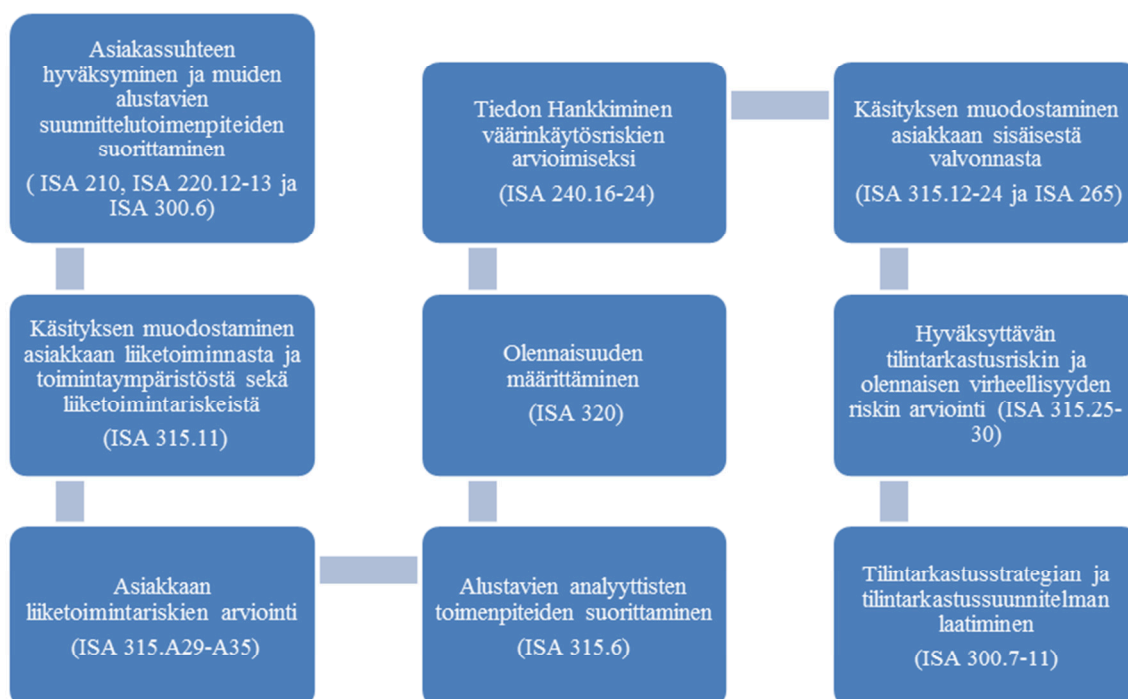 Asiakassuhteen
hyväksyminen ja muiden
alustavien
suunnittelutoimenpiteiden
suorittaminen
( ISA 210, ISA 220.12-13 ja
ISA 300.6)
Käsityksen muodostaminen
asiakkaan liiketoiminnasta ja
toimintaympäristöstä sekä
liiketoimintariskeistä
(ISA 315.11)
Asiakkaan
liiketoimintariskien arviointi
(ISA 315.A29-A35)
Alustavien analyyttisten
toimenpiteiden suorittaminen
(ISA 315.6)
Olennaisuuden
määrittäminen
(ISA 320)
Tiedon Hankkiminen
väärinkäytösriskien
arvioimiseksi
(ISA 240.16-24)
Käsityksen muodostaminen
asiakkaan sisäisestä
valvonnasta
(ISA 315.12-24 ja ISA 265)
Hyväksyttävän
tilintarkastusriskin ja
olennaisen virheellisyyden
riskin arviointi (ISA 315.25-
30)
Tilintarkastusstrategian ja
tilintarkastussuunnitelman
laatiminen
(ISA 300.7-11)